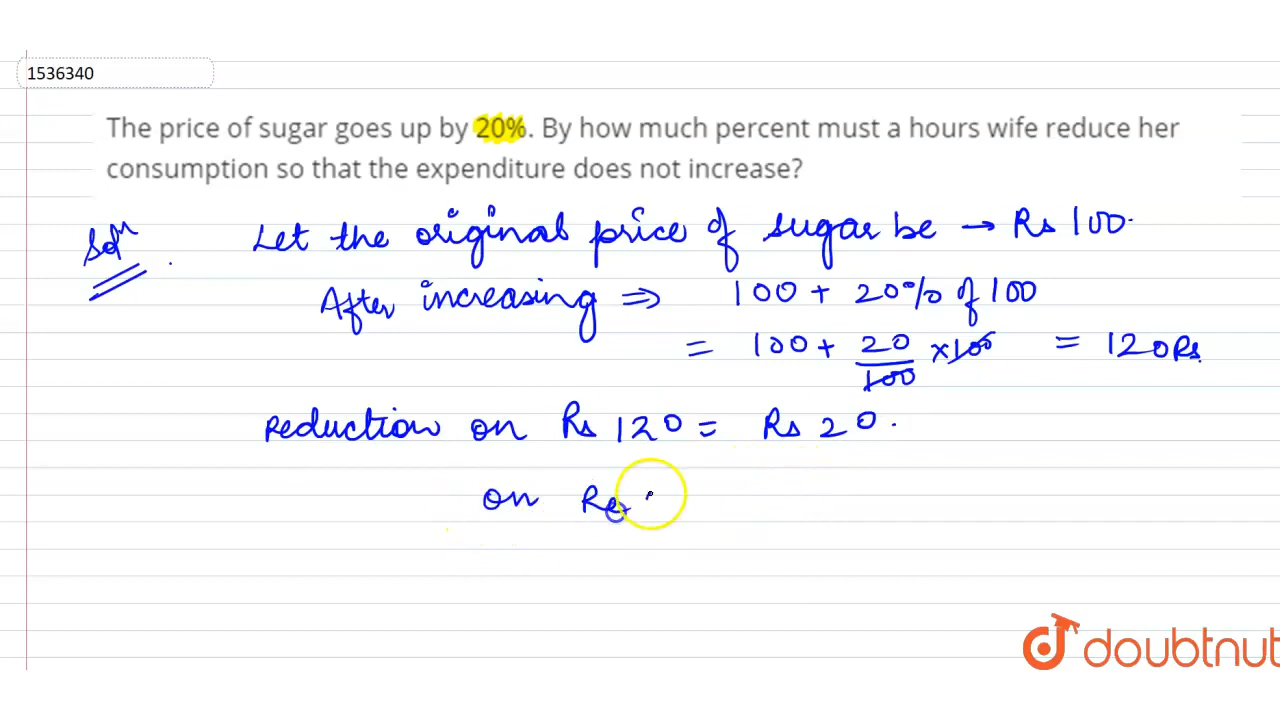 1536340
The price of sugar goes up by 20%. By how much percent must a hours wife reduce her
consumption so that the expenditure does not increase?
Solⁿ. Let the original price of sugar be → Rs 100.
After increasing ⇒ 100 + 20% of 100
= 100 + 20/100 × 100 = 120Rs.
Reduction on Rs 120 = Rs 20.
on Re
doubtnut